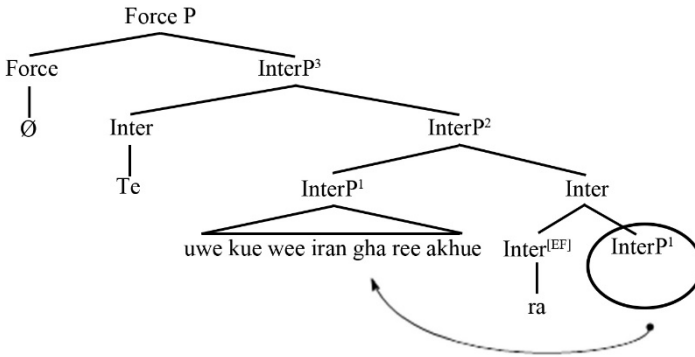 Force P
Force InterP³
Ø Inter InterP²
Te InterP¹ Inter
uwe kue wee iran gha ree akhue Inter[EF] InterP¹
ra